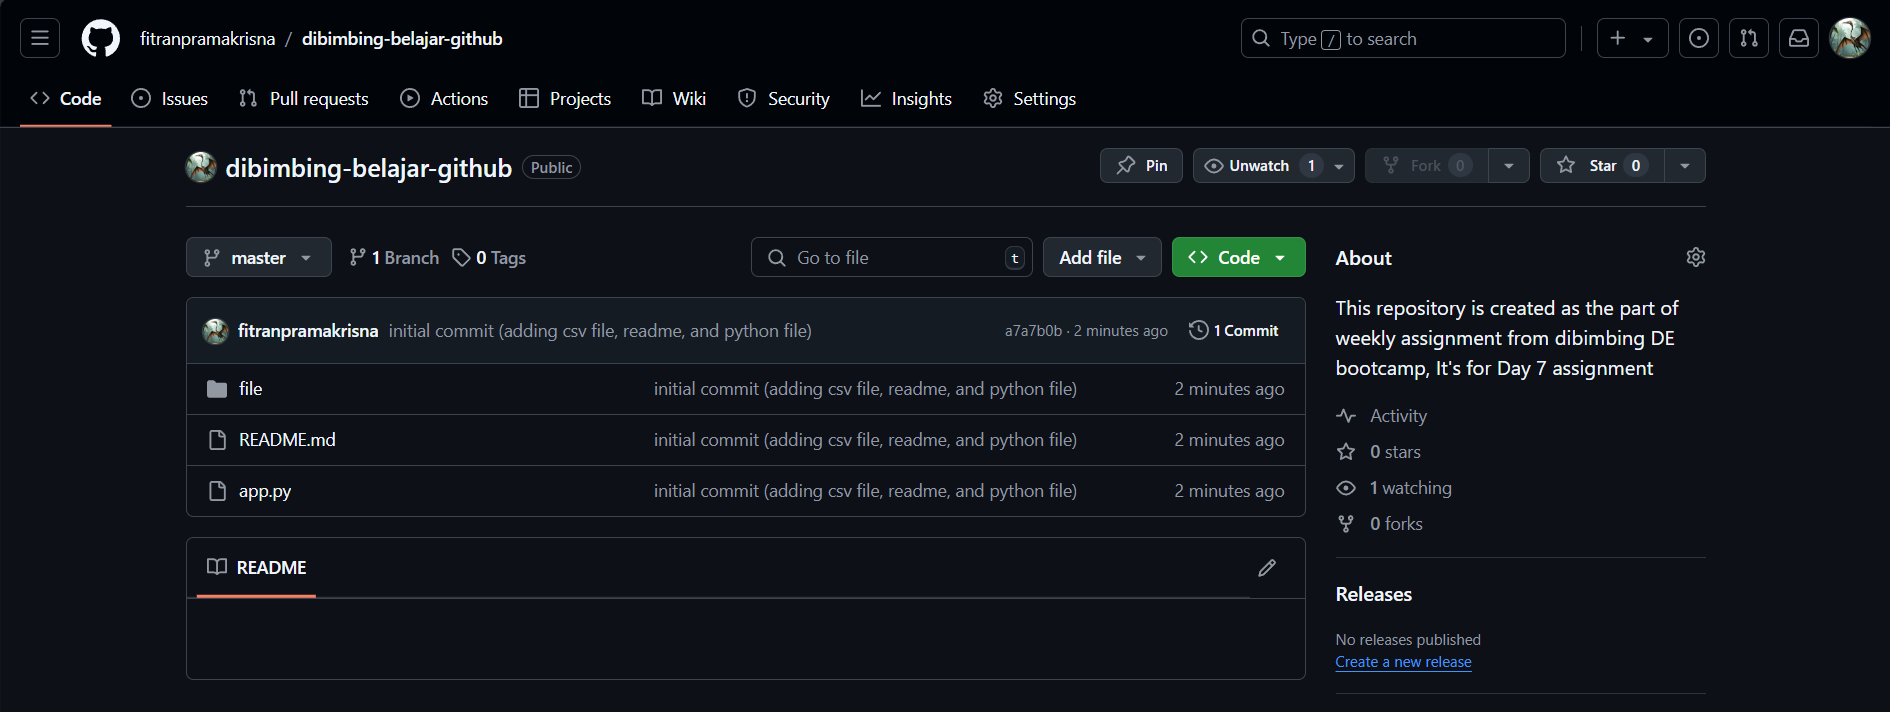 fitranpramakrisna / dibimbing-belajar-github
Type / to search
Code Issues Pull requests Actions Projects Wiki Security Insights Settings
dibimbing-belajar-github Public
Pin Unwatch 1 Fork 0 Star 0
master 1 Branch 0 Tags Go to file t Add file Code
fitranpramakrisna initial commit (adding csv file, readme, and python file) a7a7b0b · 2 minutes ago 1 Commit
file initial commit (adding csv file, readme, and python file) 2 minutes ago
README.md initial commit (adding csv file, readme, and python file) 2 minutes ago
app.py initial commit (adding csv file, readme, and python file) 2 minutes ago
README
About
This repository is created as the part of
weekly assignment from dibimbing DE
bootcamp, It's for Day 7 assignment
Activity
0 stars
1 watching
0 forks
Releases
No releases published
Create a new release